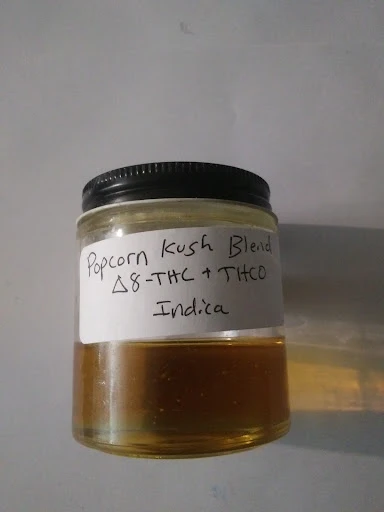 Popcorn Kush Blend
Δ8-THC + THCO
Indica